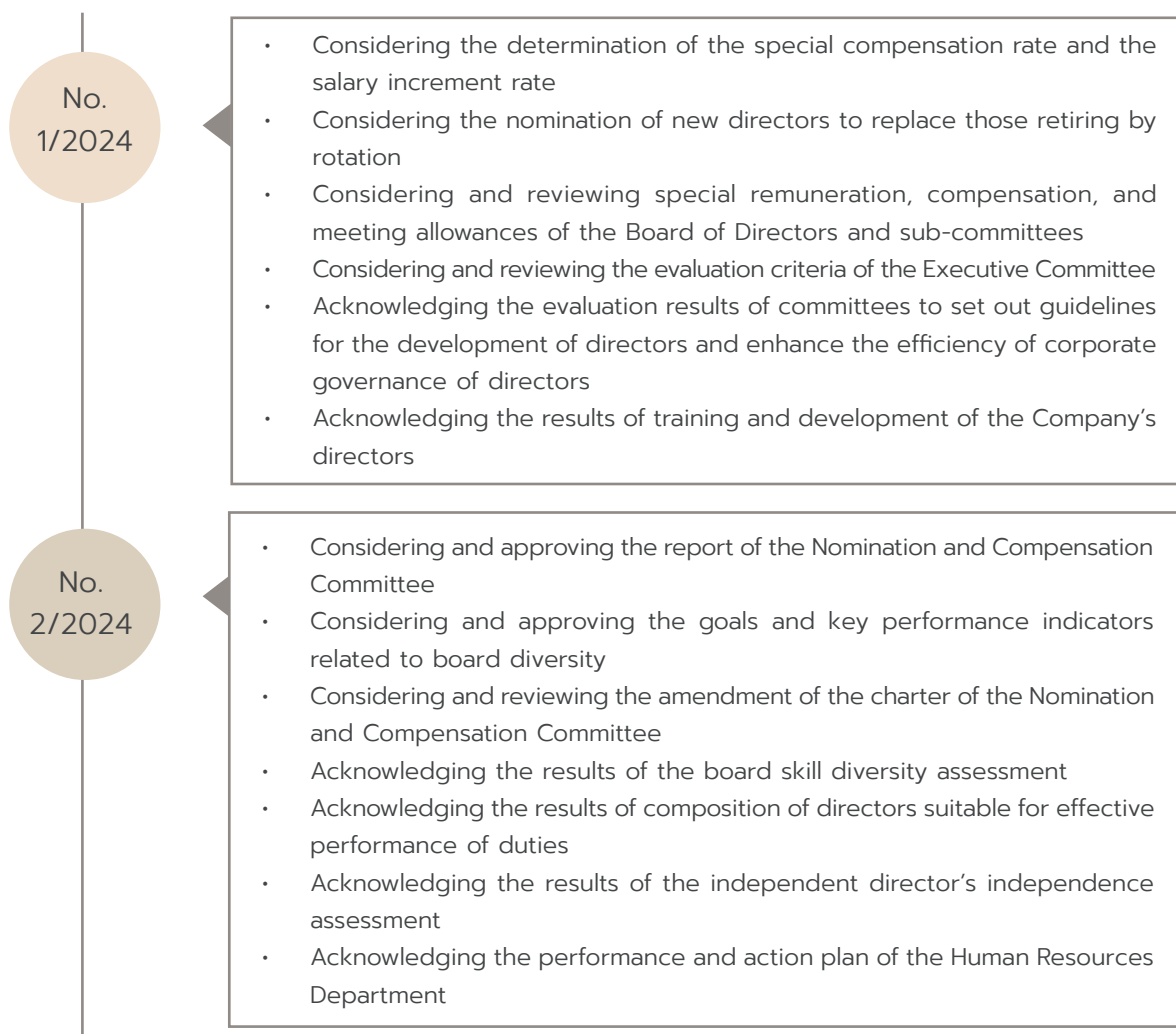 No.
1/2024
• Considering the determination of the special compensation rate and the
salary increment rate
• Considering the nomination of new directors to replace those retiring by
rotation
• Considering and reviewing special remuneration, compensation, and
meeting allowances of the Board of Directors and sub-committees
• Considering and reviewing the evaluation criteria of the Executive Committee
• Acknowledging the evaluation results of committees to set out guidelines
for the development of directors and enhance the efficiency of corporate
governance of directors
• Acknowledging the results of training and development of the Company's
directors
No.
2/2024
• Considering and approving the report of the Nomination and Compensation
Committee
• Considering and approving the goals and key performance indicators
related to board diversity
• Considering and reviewing the amendment of the charter of the Nomination
and Compensation Committee
• Acknowledging the results of the board skill diversity assessment
• Acknowledging the results of composition of directors suitable for effective
performance of duties
• Acknowledging the results of the independent director's independence
assessment
• Acknowledging the performance and action plan of the Human Resources
Department